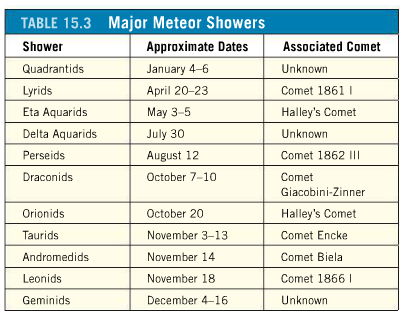 TABLE 15.3 Major Meteor Showers
Shower Approximate Dates Associated Comet
Quadrantids January 4–6 Unknown
Lyrids April 20–23 Comet 1861 I
Eta Aquarids May 3–5 Halley's Comet
Delta Aquarids July 30 Unknown
Perseids August 12 Comet 1862 III
Draconids October 7–10 Comet
Giacobini-Zinner
Orionids October 20 Halley's Comet
Taurids November 3–13 Comet Encke
Andromedids November 14 Comet Biela
Leonids November 18 Comet 1866 I
Geminids December 4–16 Unknown